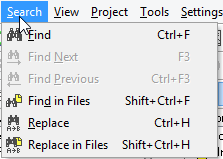 Search View Project Tools Settings
Find Ctrl+F
Find Next F3
Find Previous Ctrl+F3
Find in Files Shift+Ctrl+F
Replace Ctrl+H
Replace in Files Shift+Ctrl+H